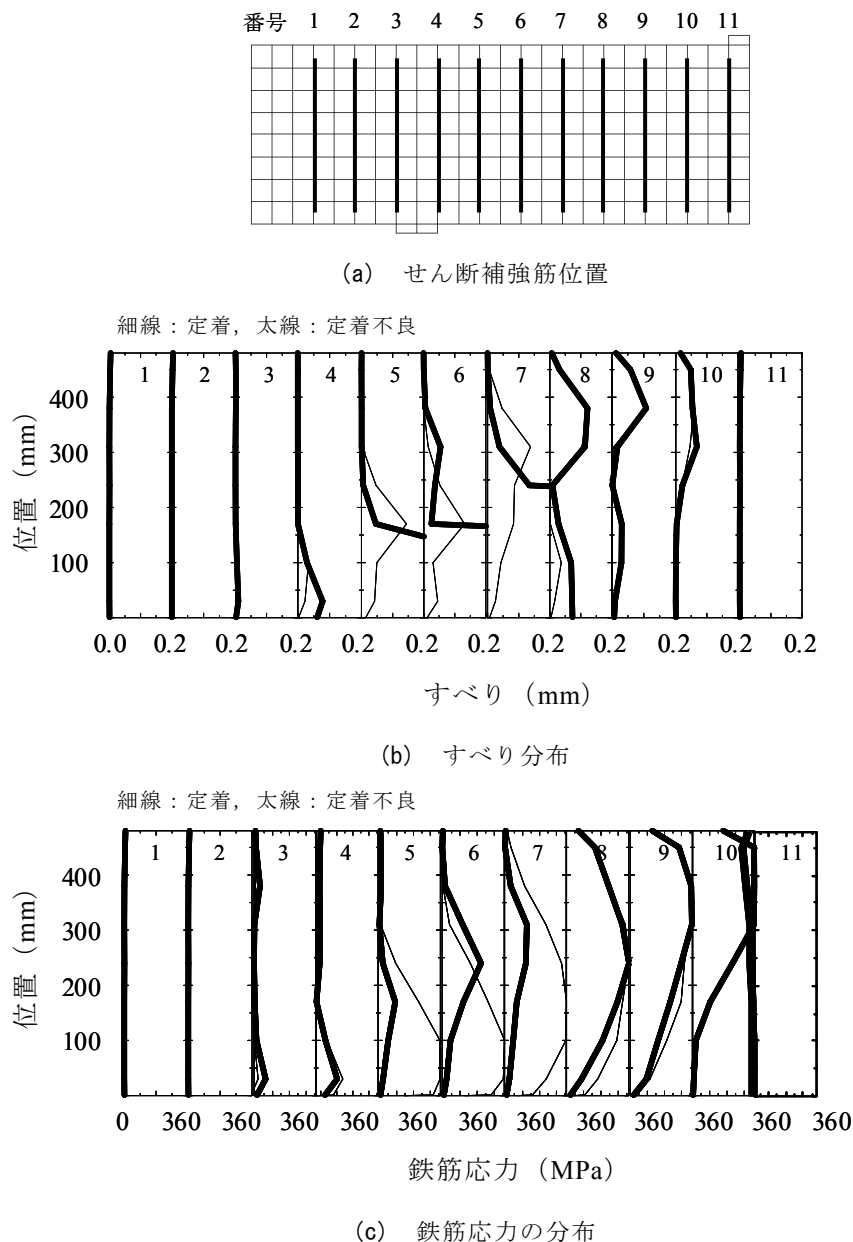 番号 1 2 3 4 5 6 7 8 9 10 11
(a) せん断補強筋位置
細線：定着，太線：定着不良
1 2 3 4 5 6 7 8 9 10 11
400
300
200
100
位置 (mm)
0.0 0.2 0.2 0.2 0.2 0.2 0.2 0.2 0.2 0.2 0.2 0.2
すべり (mm)
(b) すべり分布
細線：定着，太線：定着不良
1 2 3 4 5 6 7 8 9 10 11
400
300
200
100
位置 (mm)
0 360 360 360 360 360 360 360 360 360 360 360
鉄筋応力 (MPa)
(c) 鉄筋応力の分布